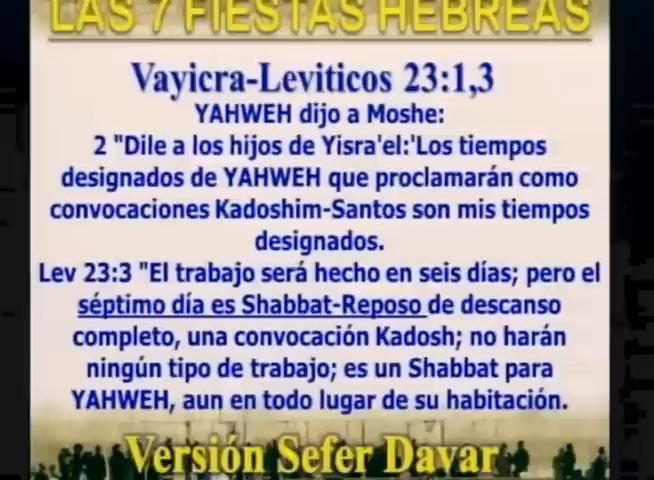 LAS 7 FIESTAS HEBREAS
Vayicra-Leviticos 23:1,3
YAHWEH dijo a Moshe:
2 "Dile a los hijos de Yisra'el:'Los tiempos
designados de YAHWEH que proclamarán como
convocaciones Kadoshim-Santos son mis tiempos
designados.
Lev 23:3 "El trabajo será hecho en seis días; pero el
séptimo día es Shabbat-Reposo de descanso
completo, una convocación Kadosh; no harán
ningún tipo de trabajo; es un Shabbat para
YAHWEH, aun en todo lugar de su habitación.
Versión Sefer Davar